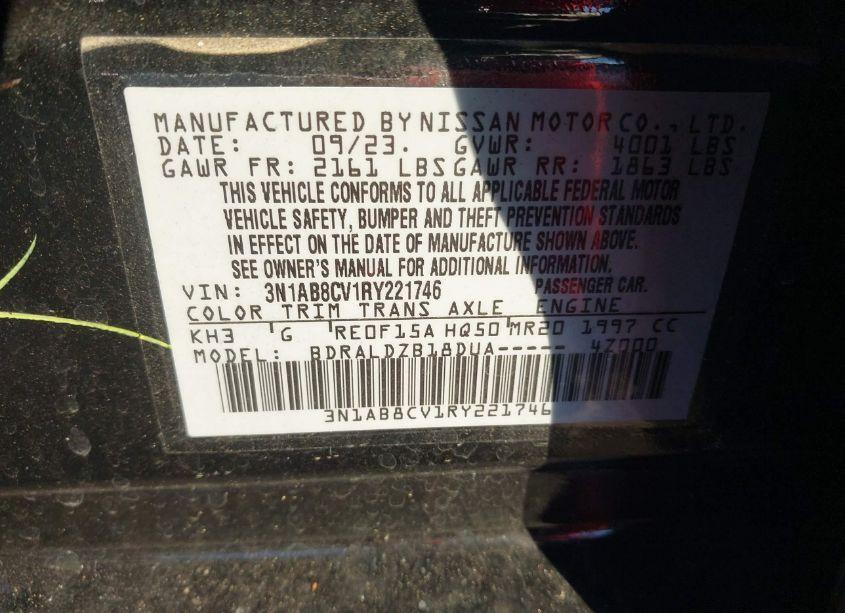 MANUFACTURED BY NISSAN MOTOR CO., LTD.
DATE: 09/23. GVWR: 4001 LBS
GAWR FR: 2161 LBS GAWR RR: 1863 LBS
THIS VEHICLE CONFORMS TO ALL APPLICABLE FEDERAL MOTOR
VEHICLE SAFETY, BUMPER AND THEFT PREVENTION STANDARDS
IN EFFECT ON THE DATE OF MANUFACTURE SHOWN ABOVE.
SEE OWNER'S MANUAL FOR ADDITIONAL INFORMATION.
VIN: 3N1AB8CV1RY221746 PASSENGER CAR.
COLOR TRIM TRANS AXLE ENGINE
KH3 G RE0F15A HQ50 MR20 1997 CC
MODEL: BDRALDZB18DUA----- 4Z000
3N1AB8CV1RY221746